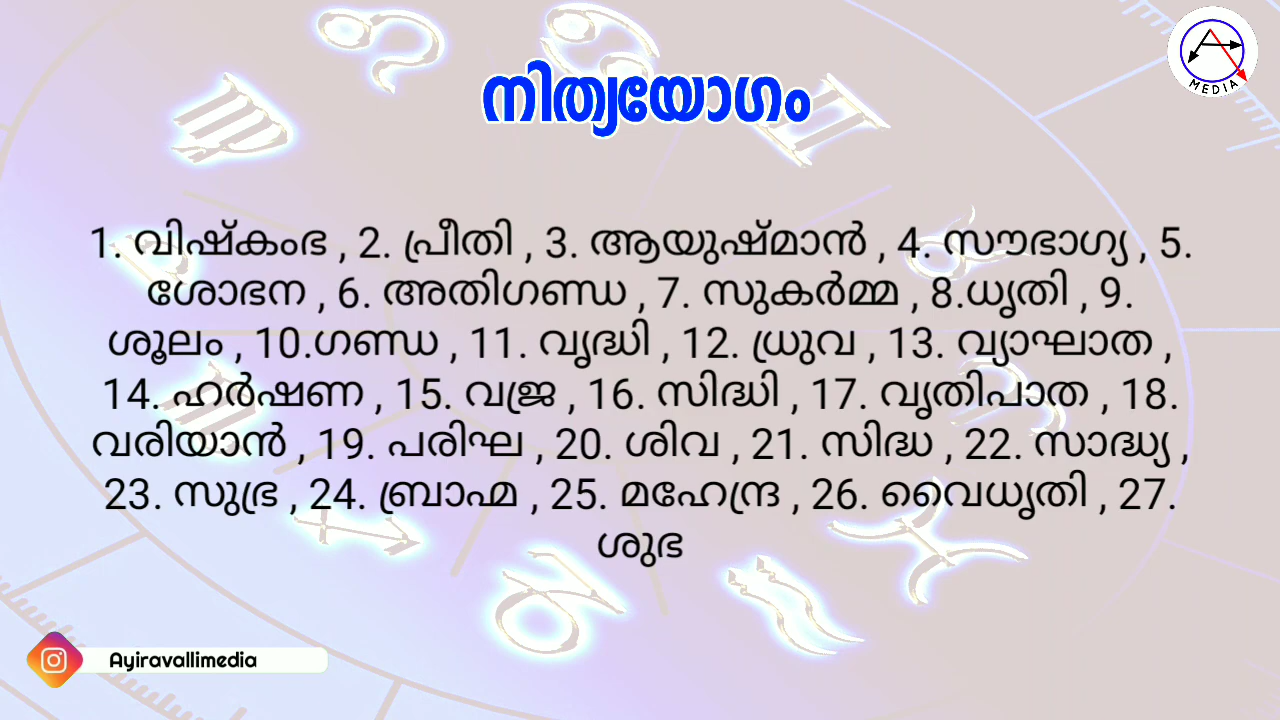 MEDIA
നിത്യയോഗം
1. വിഷ്കംഭ , 2. പ്രീതി , 3. ആയുഷ്മാൻ , 4. സൗഭാഗ്യ , 5.
ശോഭന , 6. അതിഗണ്ഡ , 7. സുകർമ്മ , 8.ധൃതി , 9.
ശൂലം , 10.ഗണ്ഡ , 11. വൃദ്ധി , 12. ധ്രുവ , 13. വ്യാഘാത ,
14. ഹർഷണ , 15. വജ്ര , 16. സിദ്ധി , 17. വൃതിപാത , 18.
വരിയാൻ , 19. പരിഘ , 20. ശിവ , 21. സിദ്ധ , 22. സാദ്ധ്യ ,
23. സുഭ്ര , 24. ബ്രാഹ്മ , 25. മഹേന്ദ്ര , 26. വൈധൃതി , 27.
ശുഭ
Ayiravallimedia